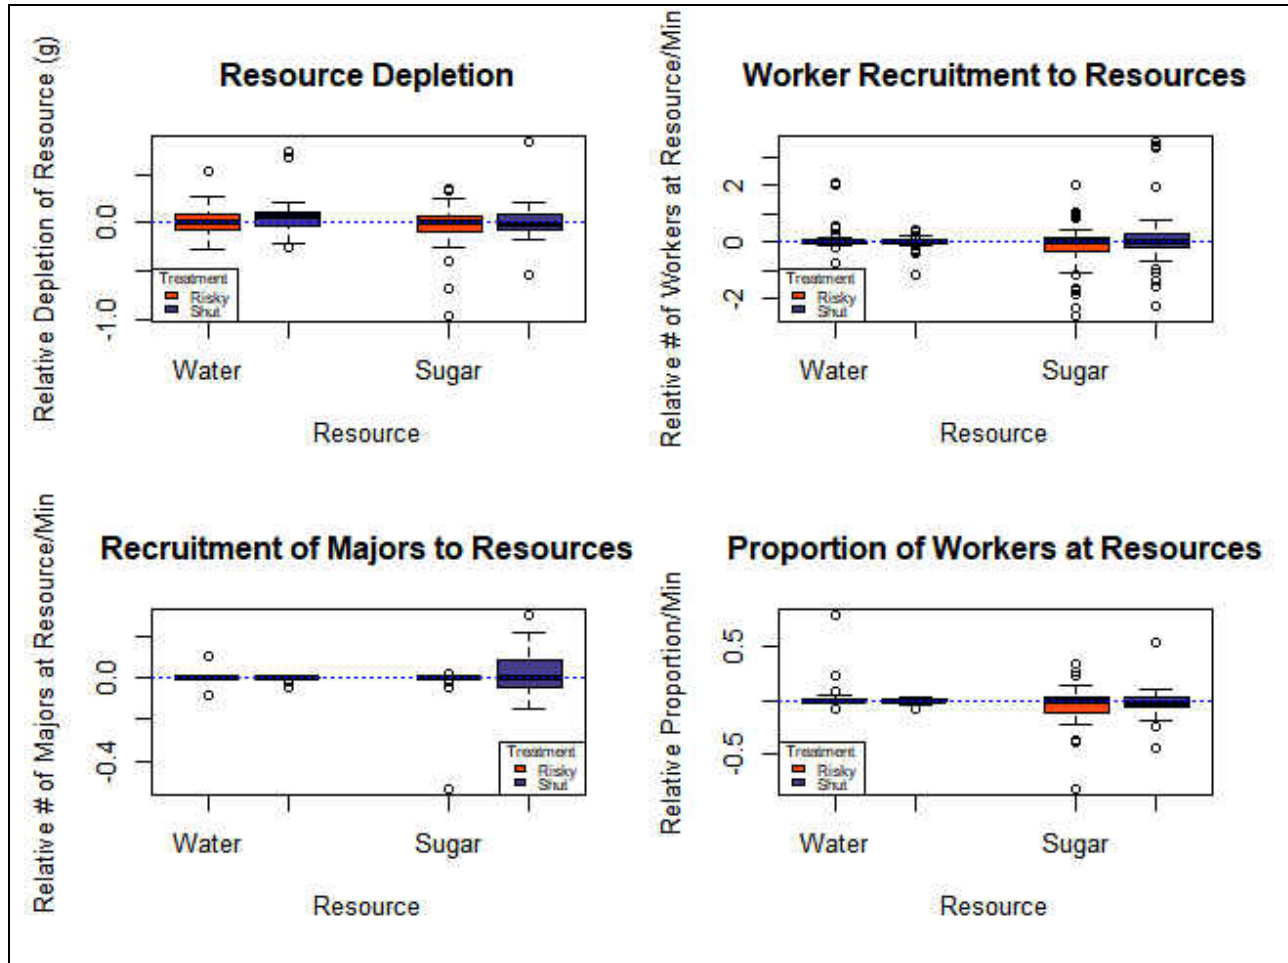 Resource Depletion
Relative Depletion of Resource (g)
0.0
-1.0
Treatment
Risky
Shut
Water
Sugar
Resource
Worker Recruitment to Resources
Relative # of Workers at Resource/Min
2
0
-2
Treatment
Risky
Shut
Water
Sugar
Resource
Recruitment of Majors to Resources
Relative # of Majors at Resource/Min
0.0
-0.4
Treatment
Risky
Shut
Water
Sugar
Resource
Proportion of Workers at Resources
Relative Proportion/Min
0.5
-0.5
Treatment
Risky
Shut
Water
Sugar
Resource